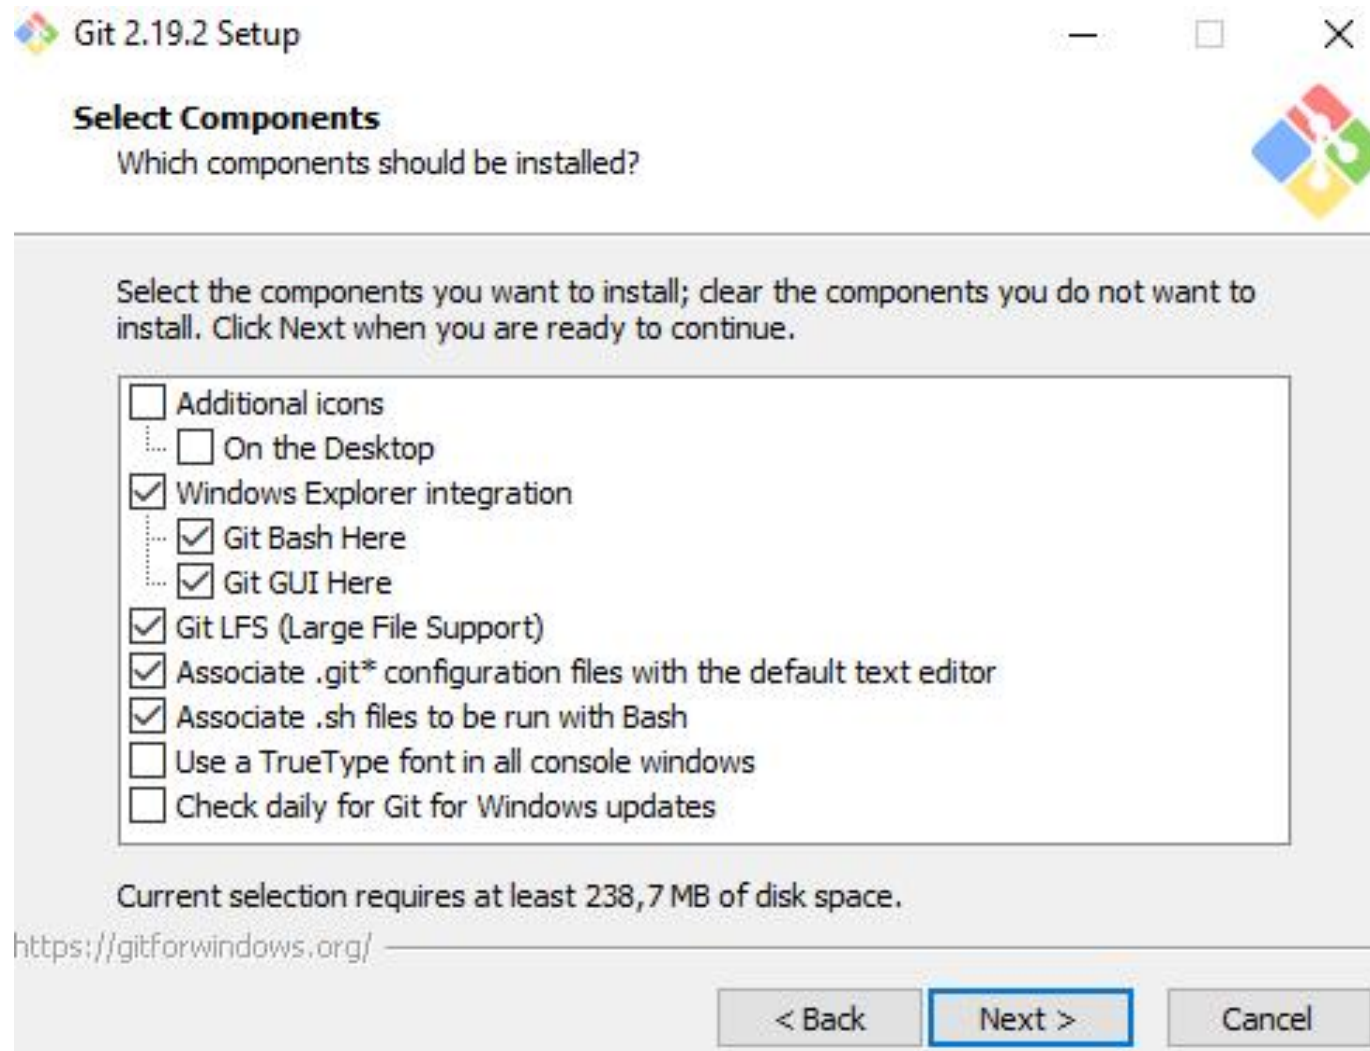 Git 2.19.2 Setup
Select Components
Which components should be installed?
Select the components you want to install; clear the components you do not want to
install. Click Next when you are ready to continue.
Additional icons
On the Desktop
Windows Explorer integration
Git Bash Here
Git GUI Here
Git LFS (Large File Support)
Associate .git* configuration files with the default text editor
Associate .sh files to be run with Bash
Use a TrueType font in all console windows
Check daily for Git for Windows updates
Current selection requires at least 238,7 MB of disk space.
https://gitforwindows.org/
< Back Next > Cancel